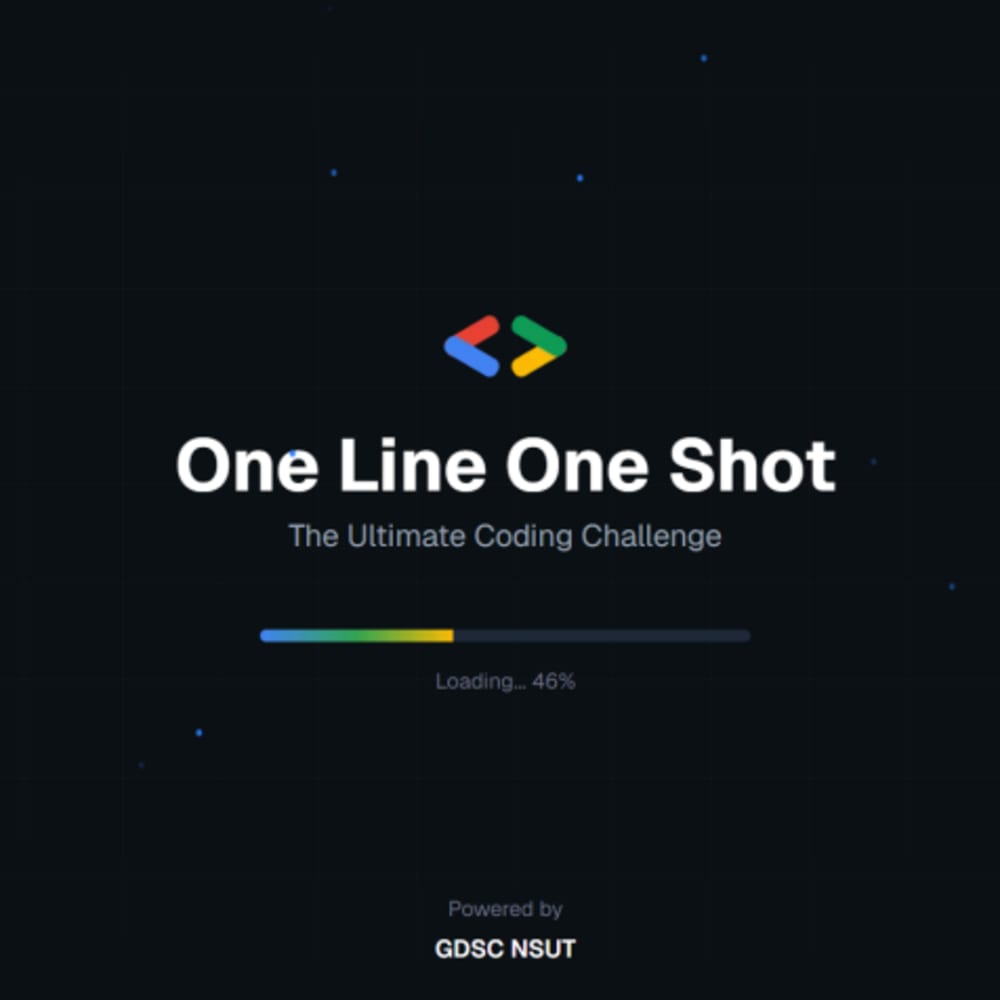 One Line One Shot
The Ultimate Coding Challenge
Loading... 46%
Powered by
GDSC NSUT